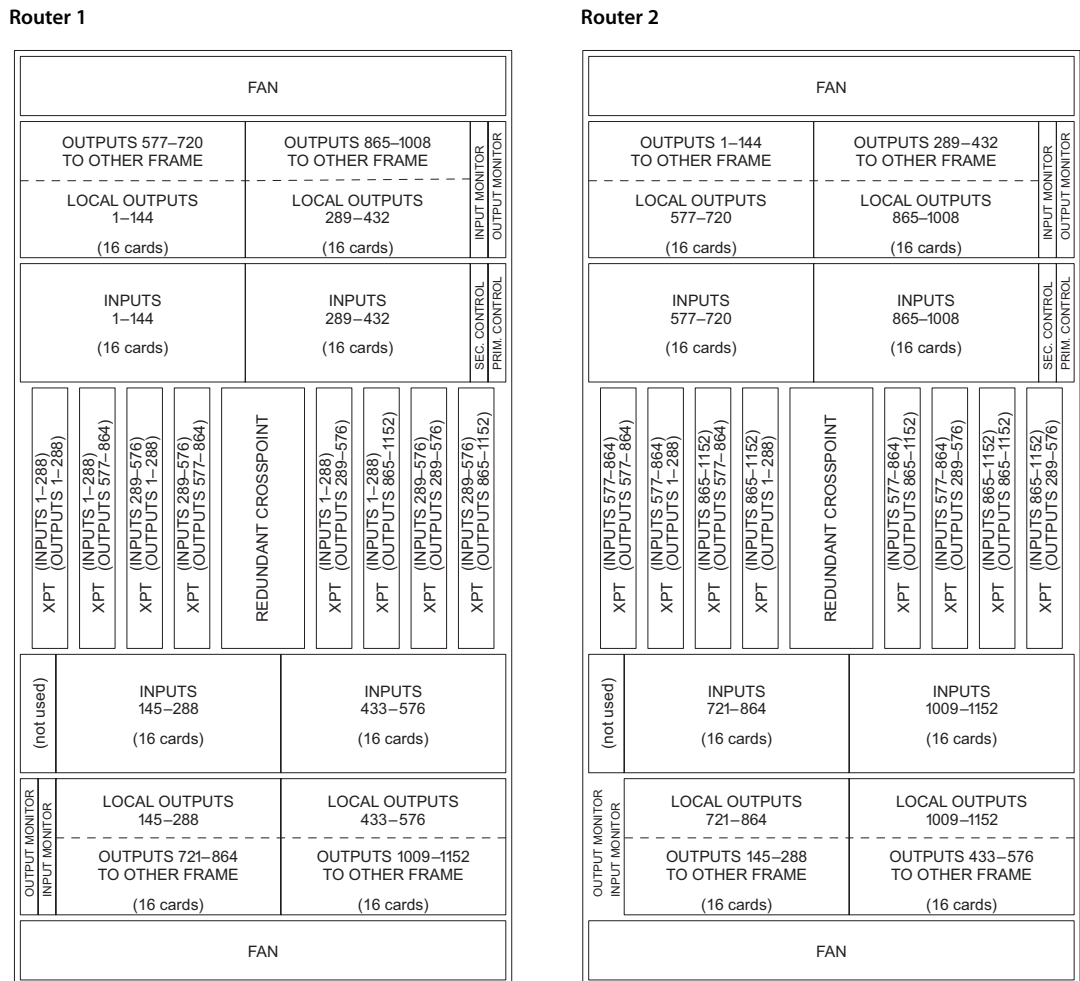 Router 1
FAN
OUTPUTS 577–720
TO OTHER FRAME
OUTPUTS 865–1008
TO OTHER FRAME
LOCAL OUTPUTS
1–144
(16 cards)
LOCAL OUTPUTS
289–432
(16 cards)
INPUT MONITOR
OUTPUT MONITOR
INPUTS
1–144
(16 cards)
INPUTS
289–432
(16 cards)
SEC. CONTROL
PRIM. CONTROL
XPT (INPUTS 1–288)
(OUTPUTS 1–288)
XPT (INPUTS 1–288)
(OUTPUTS 577–864)
XPT (INPUTS 289–576)
(OUTPUTS 1–288)
XPT (INPUTS 289–576)
(OUTPUTS 577–864)
REDUNDANT CROSSPOINT
XPT (INPUTS 1–288)
(OUTPUTS 289–576)
XPT (INPUTS 1–288)
(OUTPUTS 865–1152)
XPT (INPUTS 289–576)
(OUTPUTS 289–576)
XPT (INPUTS 289–576)
(OUTPUTS 865–1152)
(not used)
INPUTS
145–288
(16 cards)
INPUTS
433–576
(16 cards)
OUTPUT MONITOR
INPUT MONITOR
LOCAL OUTPUTS
145–288
LOCAL OUTPUTS
433–576
OUTPUTS 721–864
TO OTHER FRAME
(16 cards)
OUTPUTS 1009–1152
TO OTHER FRAME
(16 cards)
FAN
Router 2
FAN
OUTPUTS 1–144
TO OTHER FRAME
OUTPUTS 289–432
TO OTHER FRAME
LOCAL OUTPUTS
577–720
(16 cards)
LOCAL OUTPUTS
865–1008
(16 cards)
INPUT MONITOR
OUTPUT MONITOR
INPUTS
577–720
(16 cards)
INPUTS
865–1008
(16 cards)
SEC. CONTROL
PRIM. CONTROL
XPT (INPUTS 577–864)
(OUTPUTS 577–864)
XPT (INPUTS 577–864)
(OUTPUTS 1–288)
XPT (INPUTS 865–1152)
(OUTPUTS 577–864)
XPT (INPUTS 865–1152)
(OUTPUTS 1–288)
REDUNDANT CROSSPOINT
XPT (INPUTS 577–864)
(OUTPUTS 865–1152)
XPT (INPUTS 577–864)
(OUTPUTS 289–576)
XPT (INPUTS 865–1152)
(OUTPUTS 865–1152)
XPT (INPUTS 865–1152)
(OUTPUTS 289–576)
(not used)
INPUTS
721–864
(16 cards)
INPUTS
1009–1152
(16 cards)
OUTPUT MONITOR
INPUT MONITOR
LOCAL OUTPUTS
721–864
LOCAL OUTPUTS
1009–1152
OUTPUTS 145–288
TO OTHER FRAME
(16 cards)
OUTPUTS 433–576
TO OTHER FRAME
(16 cards)
FAN